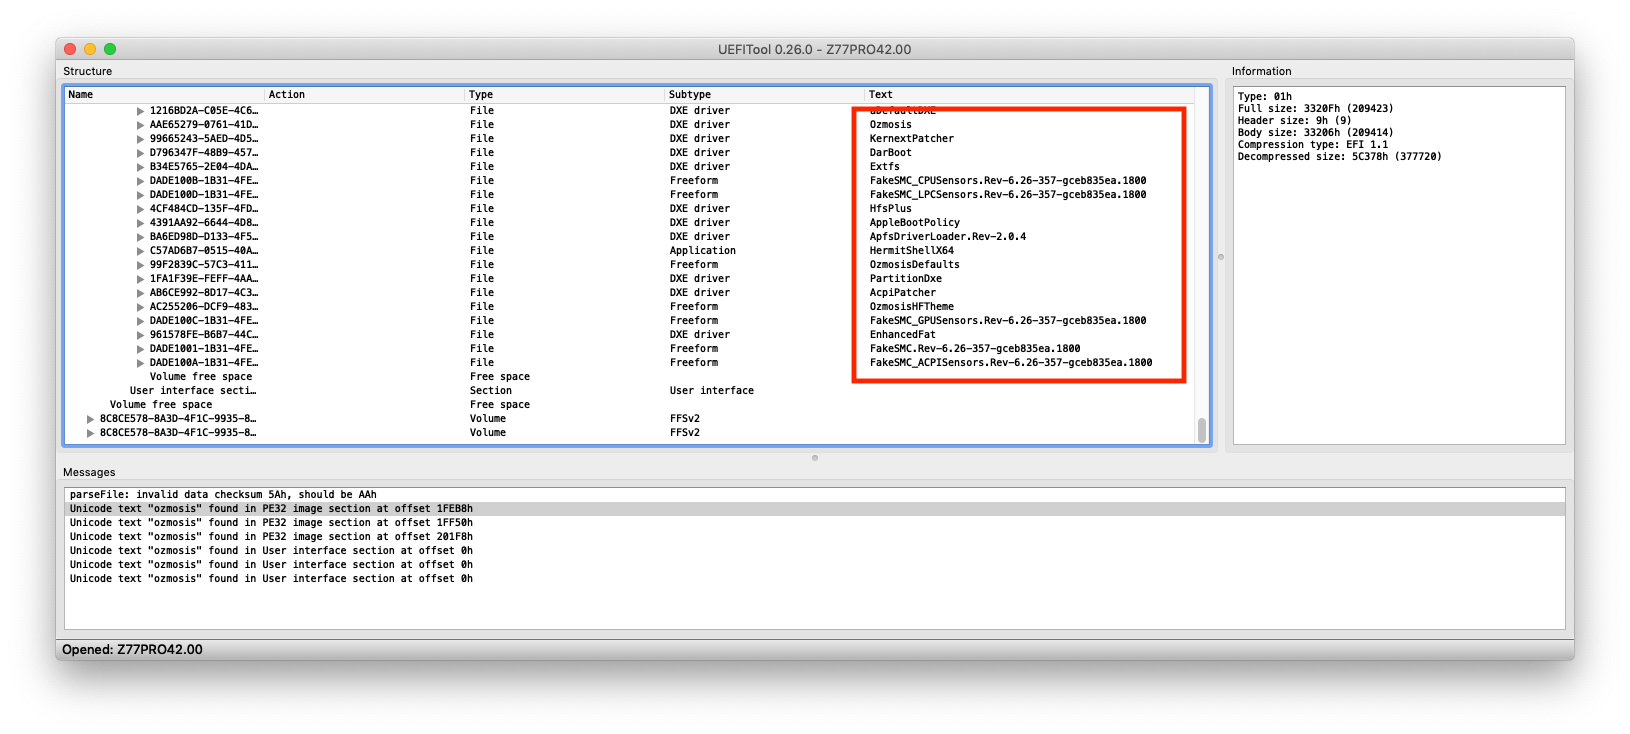 UEFITool 0.26.0 - Z77PRO42.00
Structure
Name Action Type Subtype Text
1216BD2A-C05E-4C6… File DXE driver aDefaultDXE
AAE65279-0761-41D… File DXE driver Ozmosis
99665243-5AED-4D5… File DXE driver KernextPatcher
D796347F-48B9-457… File DXE driver DarBoot
B34E5765-2E04-4DA… File DXE driver Extfs
DADE100B-1B31-4FE… File Freeform FakeSMC_CPUSensors.Rev-6.26-357-gceb835ea.1800
DADE100D-1B31-4FE… File Freeform FakeSMC_LPCSensors.Rev-6.26-357-gceb835ea.1800
4CF484CD-135F-4FD… File DXE driver HfsPlus
4391AA92-6644-4D8… File DXE driver AppleBootPolicy
BA6ED98D-D133-4F5… File DXE driver ApfsDriverLoader.Rev-2.0.4
C57AD6B7-0515-40A… File Application HermitShellX64
99F2839C-57C3-411… File Freeform OzmosisDefaults
1FA1F39E-FEFF-4AA… File DXE driver PartitionDxe
AB6CE992-8D17-4C3… File DXE driver AcpiPatcher
AC255206-DCF9-483… File Freeform OzmosisHFTheme
DADE100C-1B31-4FE… File Freeform FakeSMC_GPUSensors.Rev-6.26-357-gceb835ea.1800
961578FE-B6B7-44C… File DXE driver EnhancedFat
DADE1001-1B31-4FE… File Freeform FakeSMC.Rev-6.26-357-gceb835ea.1800
DADE100A-1B31-4FE… File Freeform FakeSMC_ACPISensors.Rev-6.26-357-gceb835ea.1800
Volume free space Free space
User interface secti… Section User interface
Volume free space Free space
8C8CE578-8A3D-4F1C-9935-8… Volume FFSv2
8C8CE578-8A3D-4F1C-9935-8… Volume FFSv2
Information
Type: 01h
Full size: 3320Fh (209423)
Header size: 9h (9)
Body size: 33206h (209414)
Compression type: EFI 1.1
Decompressed size: 5C378h (377720)
Messages
parseFile: invalid data checksum 5Ah, should be AAh
Unicode text "ozmosis" found in PE32 image section at offset 1FEB8h
Unicode text "ozmosis" found in PE32 image section at offset 1FF50h
Unicode text "ozmosis" found in PE32 image section at offset 201F8h
Unicode text "ozmosis" found in User interface section at offset 0h
Unicode text "ozmosis" found in User interface section at offset 0h
Unicode text "ozmosis" found in User interface section at offset 0h
Opened: Z77PRO42.00